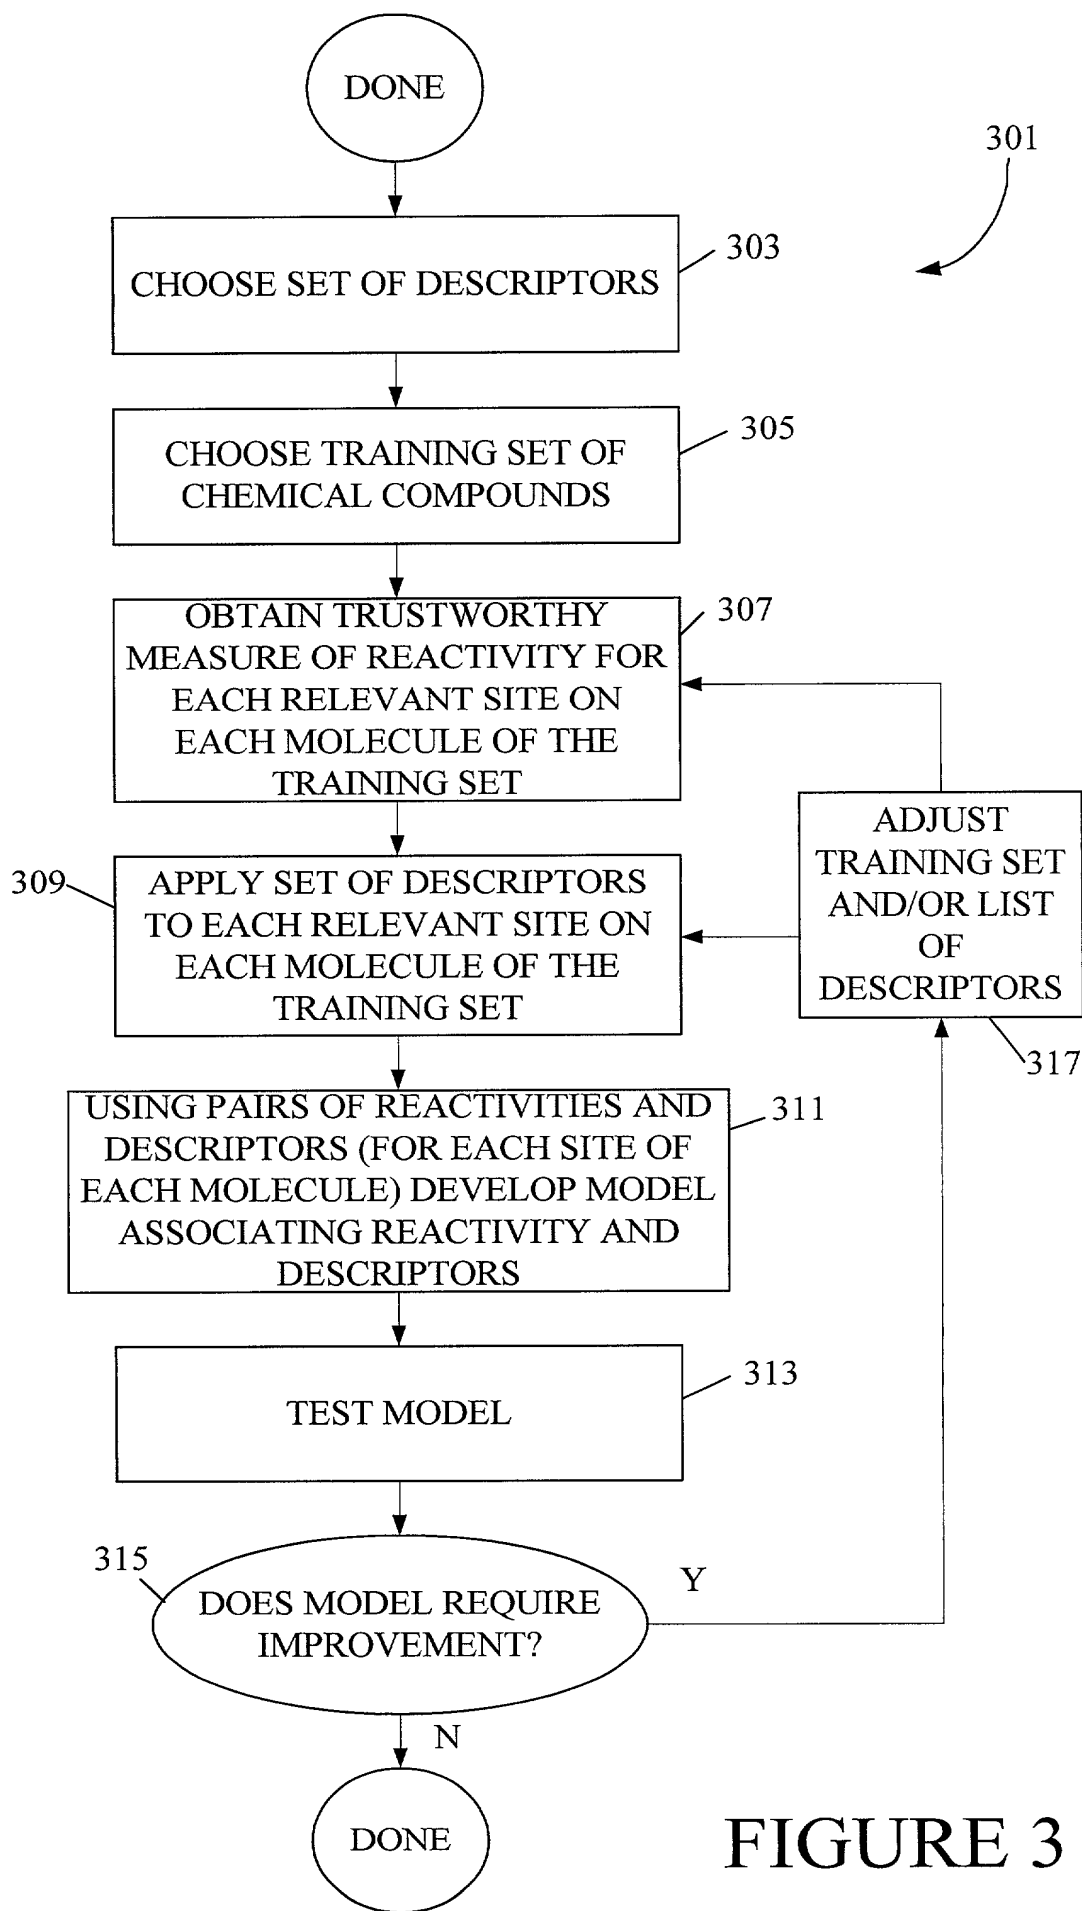 DONE
301
303
CHOOSE SET OF DESCRIPTORS
305
CHOOSE TRAINING SET OF
CHEMICAL COMPOUNDS
307
OBTAIN TRUSTWORTHY
MEASURE OF REACTIVITY FOR
EACH RELEVANT SITE ON
EACH MOLECULE OF THE
TRAINING SET
309
APPLY SET OF DESCRIPTORS
TO EACH RELEVANT SITE ON
EACH MOLECULE OF THE
TRAINING SET
ADJUST
TRAINING SET
AND/OR LIST
OF
DESCRIPTORS
317
311
USING PAIRS OF REACTIVITIES AND
DESCRIPTORS (FOR EACH SITE OF
EACH MOLECULE) DEVELOP MODEL
ASSOCIATING REACTIVITY AND
DESCRIPTORS
313
TEST MODEL
315
DOES MODEL REQUIRE
IMPROVEMENT?
Y
N
DONE
FIGURE 3